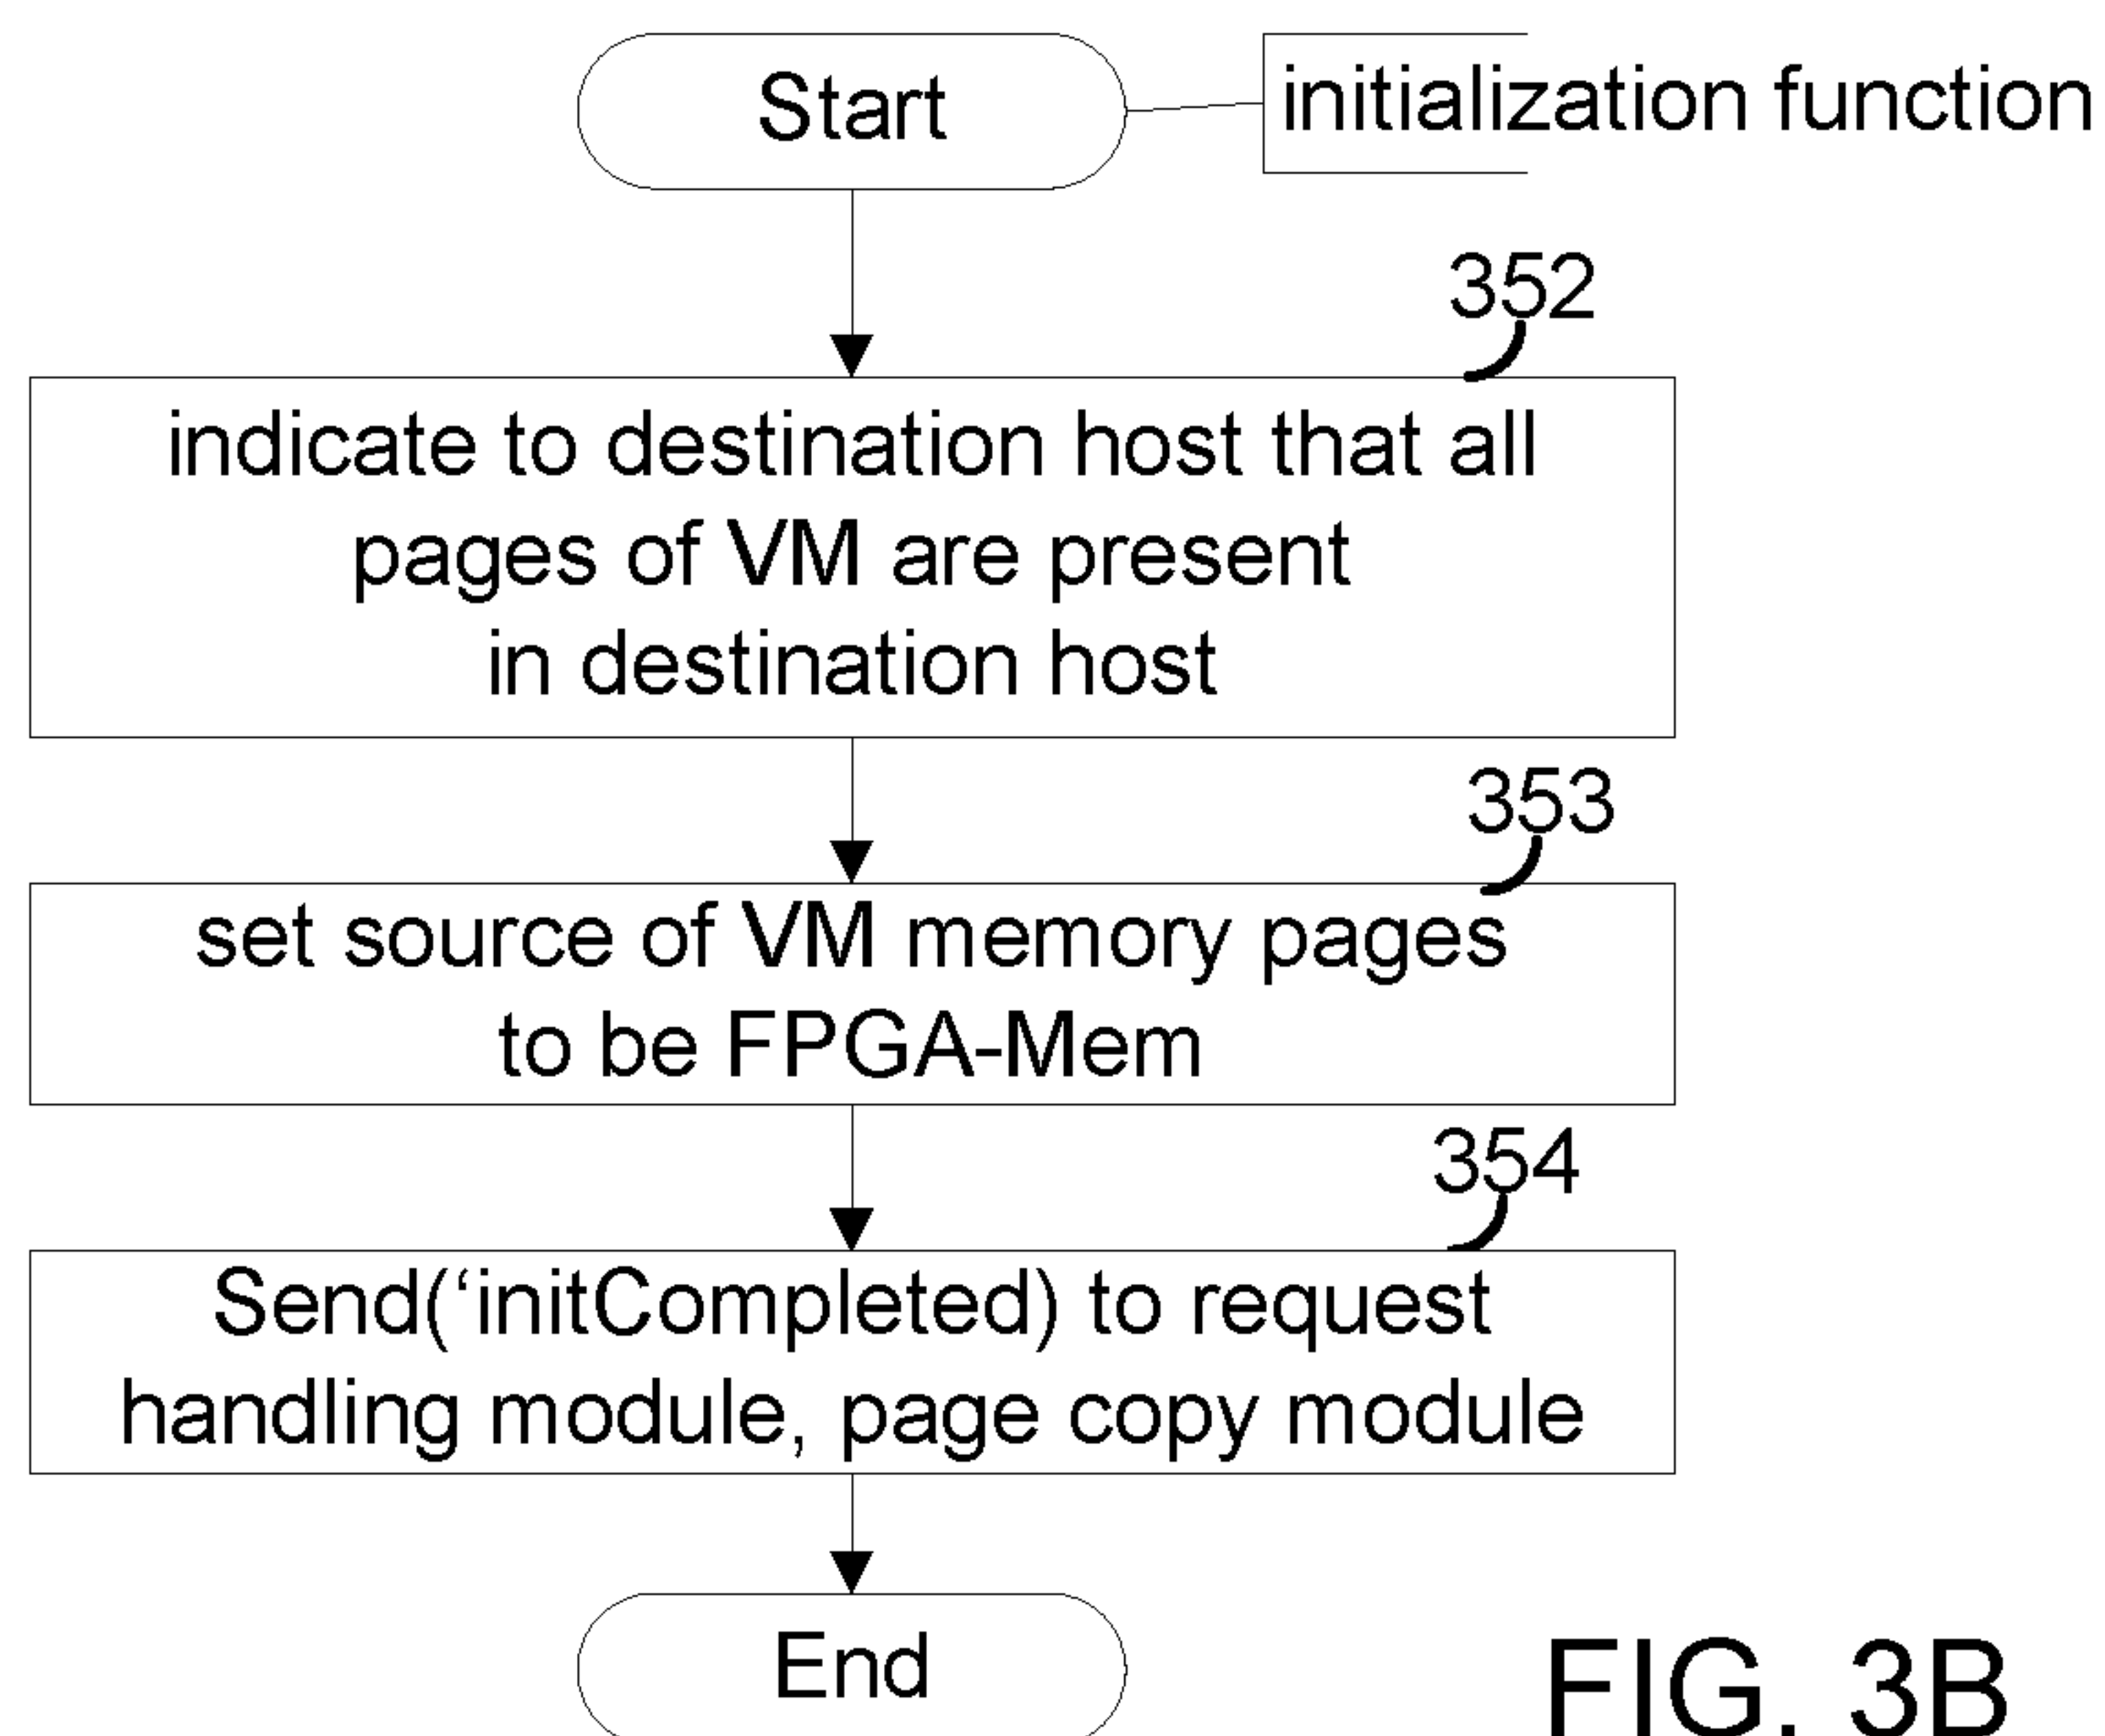 Start
initialization function
352
indicate to destination host that all
pages of VM are present
in destination host
353
set source of VM memory pages
to be FPGA-Mem
354
Send(‘initCompleted) to request
handling module, page copy module
End
FIG. 3B